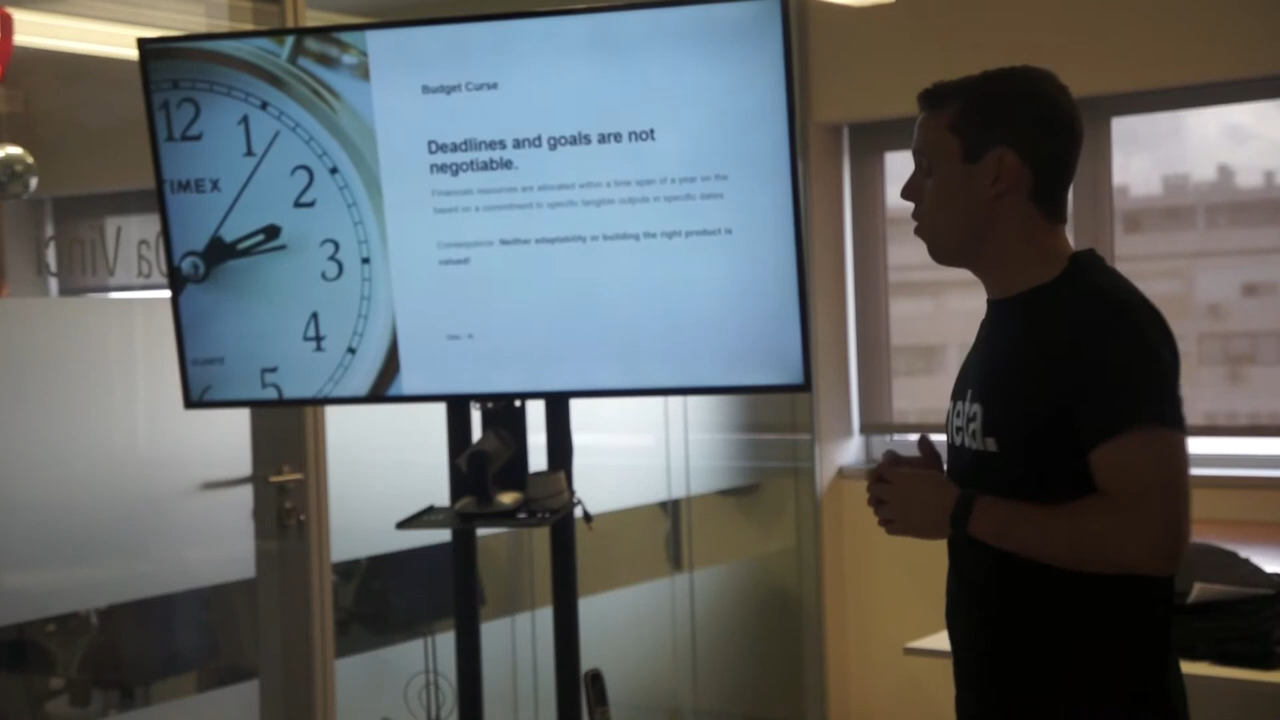 Budget Curse
Deadlines and goals are not
negotiable.
Financials resources are allocated within a time span of a year on the
based on a commitment to specific tangible outputs in specific dates
Consequence: Neither adaptability or building the right product is
valued!
12
1
2
3
4
5
6
TIMEX
Da Vinci
eta.